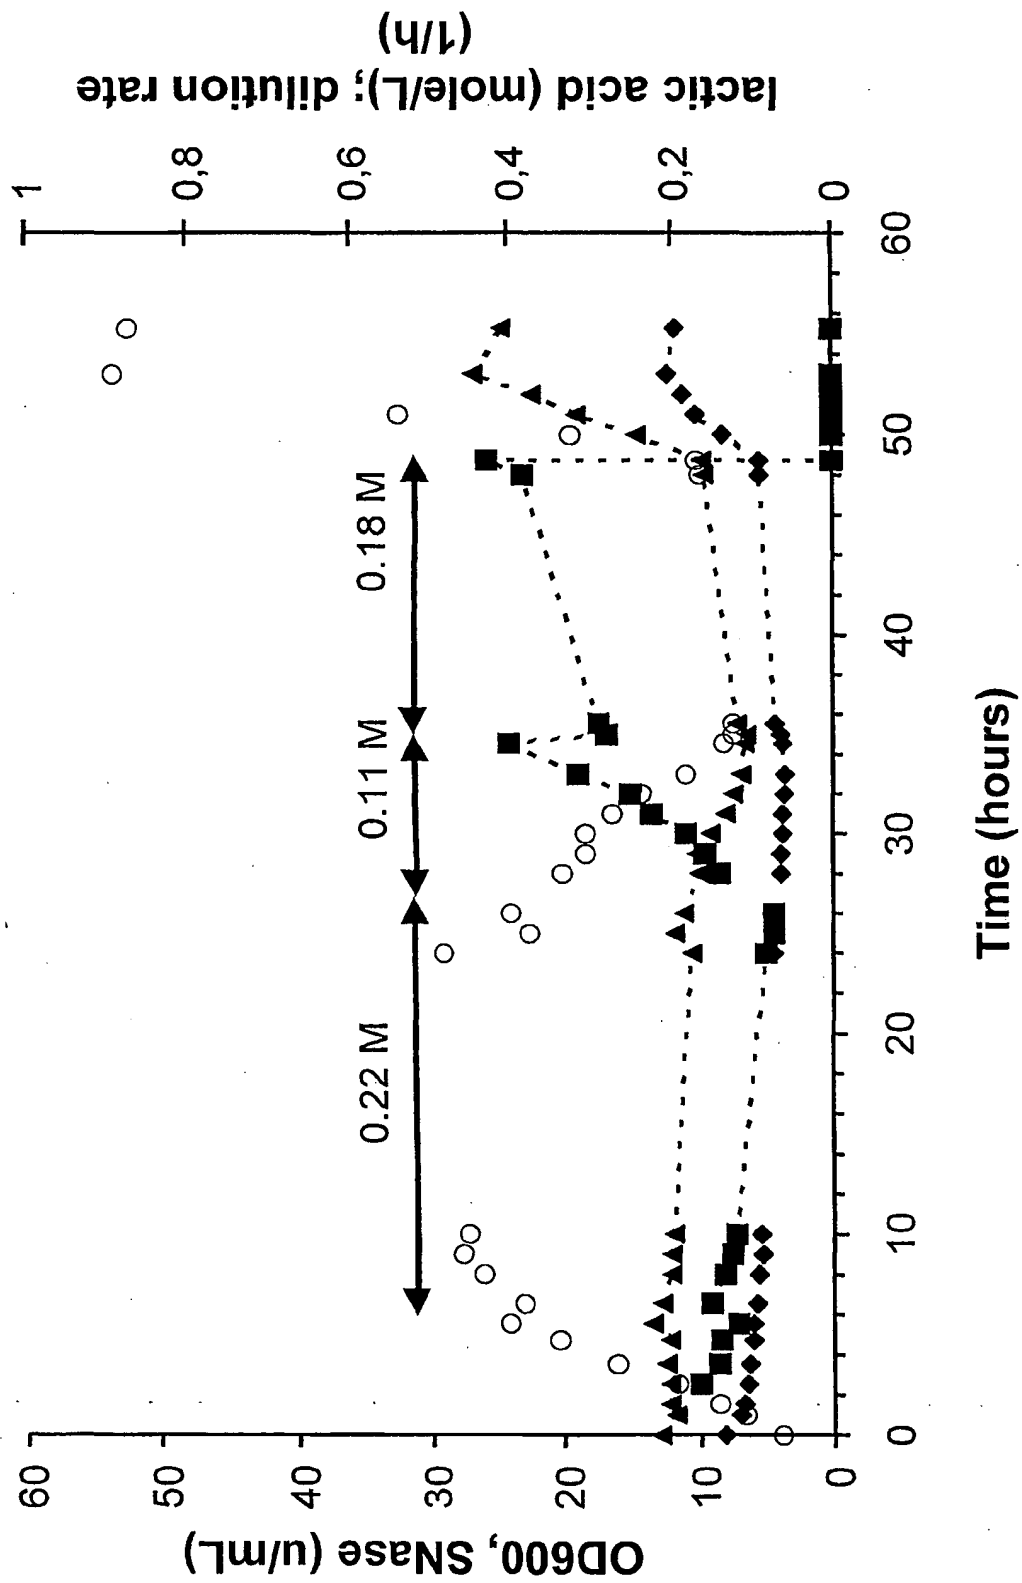 OD600, SNase (u/mL)
60
50
40
30
20
10
0
0.22 M
0.11 M
0.18 M
0
10
20
30
40
50
60
Time (hours)
1
0,8
0,6
0,4
0,2
0
lactic acid (mole/L); dilution rate
(1/h)